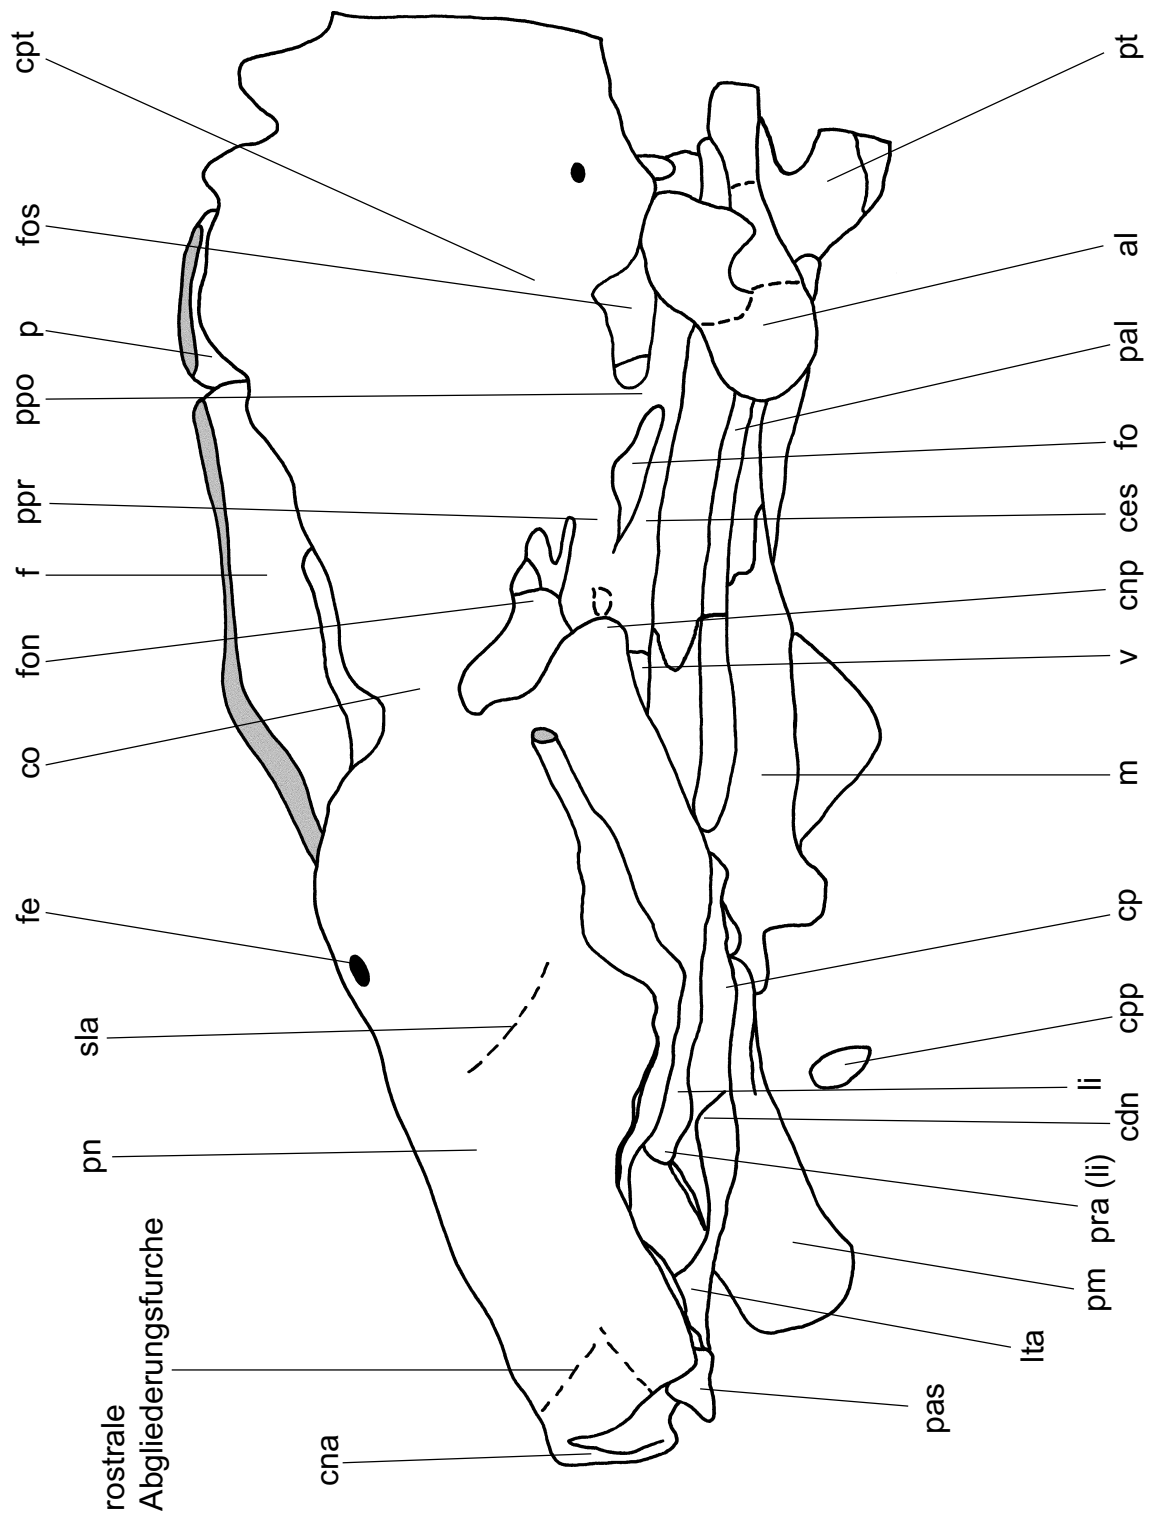 cpt
fos
p
ppo
ppr
f
fon
co
fe
sla
pn
rostrale
Abgliederungsfurche
cna
pt
al
pal
fo
ces
cnp
v
m
cp
cpp
li
cdn
pra (li)
pm
lta
pas